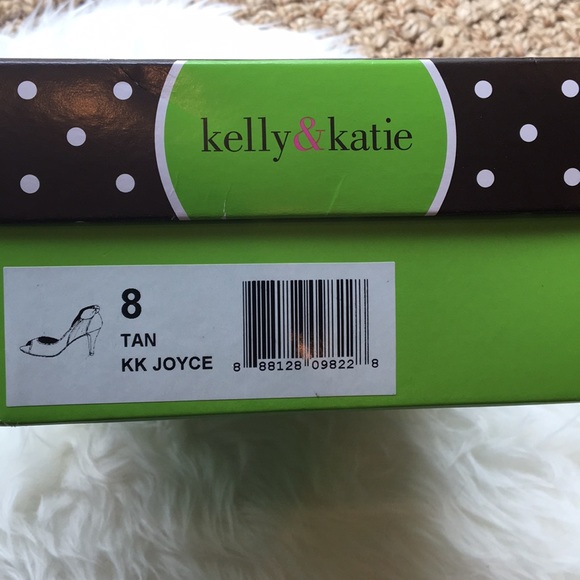 kelly&katie
8
TAN
KK JOYCE
8 88128 09822 8